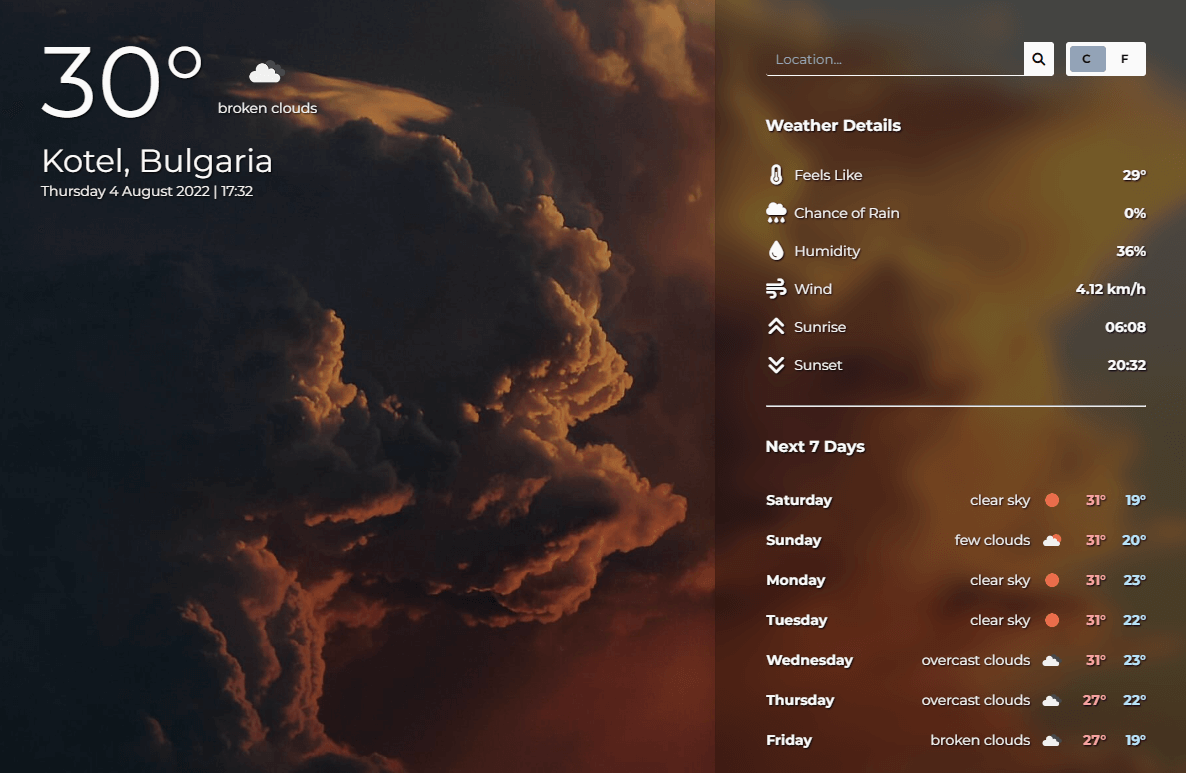 30°
broken clouds
Kotel, Bulgaria
Thursday 4 August 2022 | 17:32
Location...
C F
Weather Details
Feels Like 29°
Chance of Rain 0%
Humidity 36%
Wind 4.12 km/h
Sunrise 06:08
Sunset 20:32
Next 7 Days
Saturday clear sky 31° 19°
Sunday few clouds 31° 20°
Monday clear sky 31° 23°
Tuesday clear sky 31° 22°
Wednesday overcast clouds 31° 23°
Thursday overcast clouds 27° 22°
Friday broken clouds 27° 19°